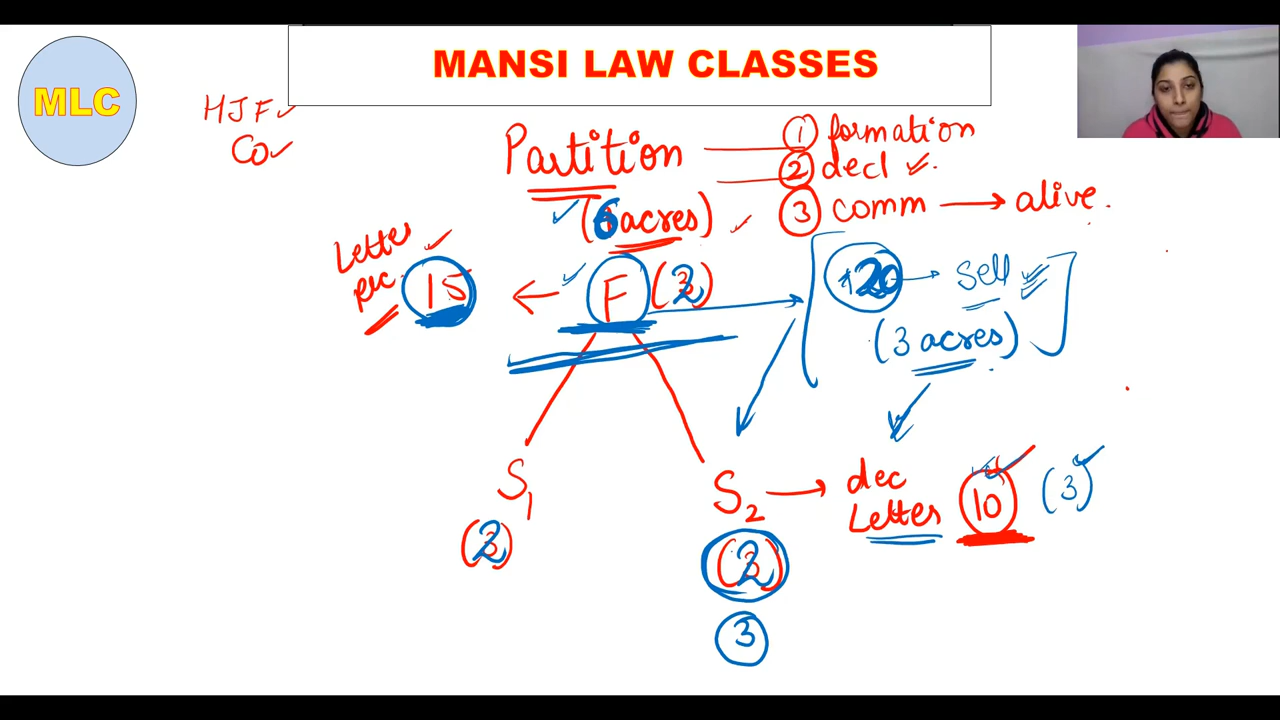 MANSI LAW CLASSES
MLC
HJF
Co
Partition
① formation
② decl
③ comm → alive.
(6 acres)
Letter
rec
15
F
(2)
20 → sell
(3 acres)
S1
(2)
S2
dec
Letter
10
(3)
(2)
3